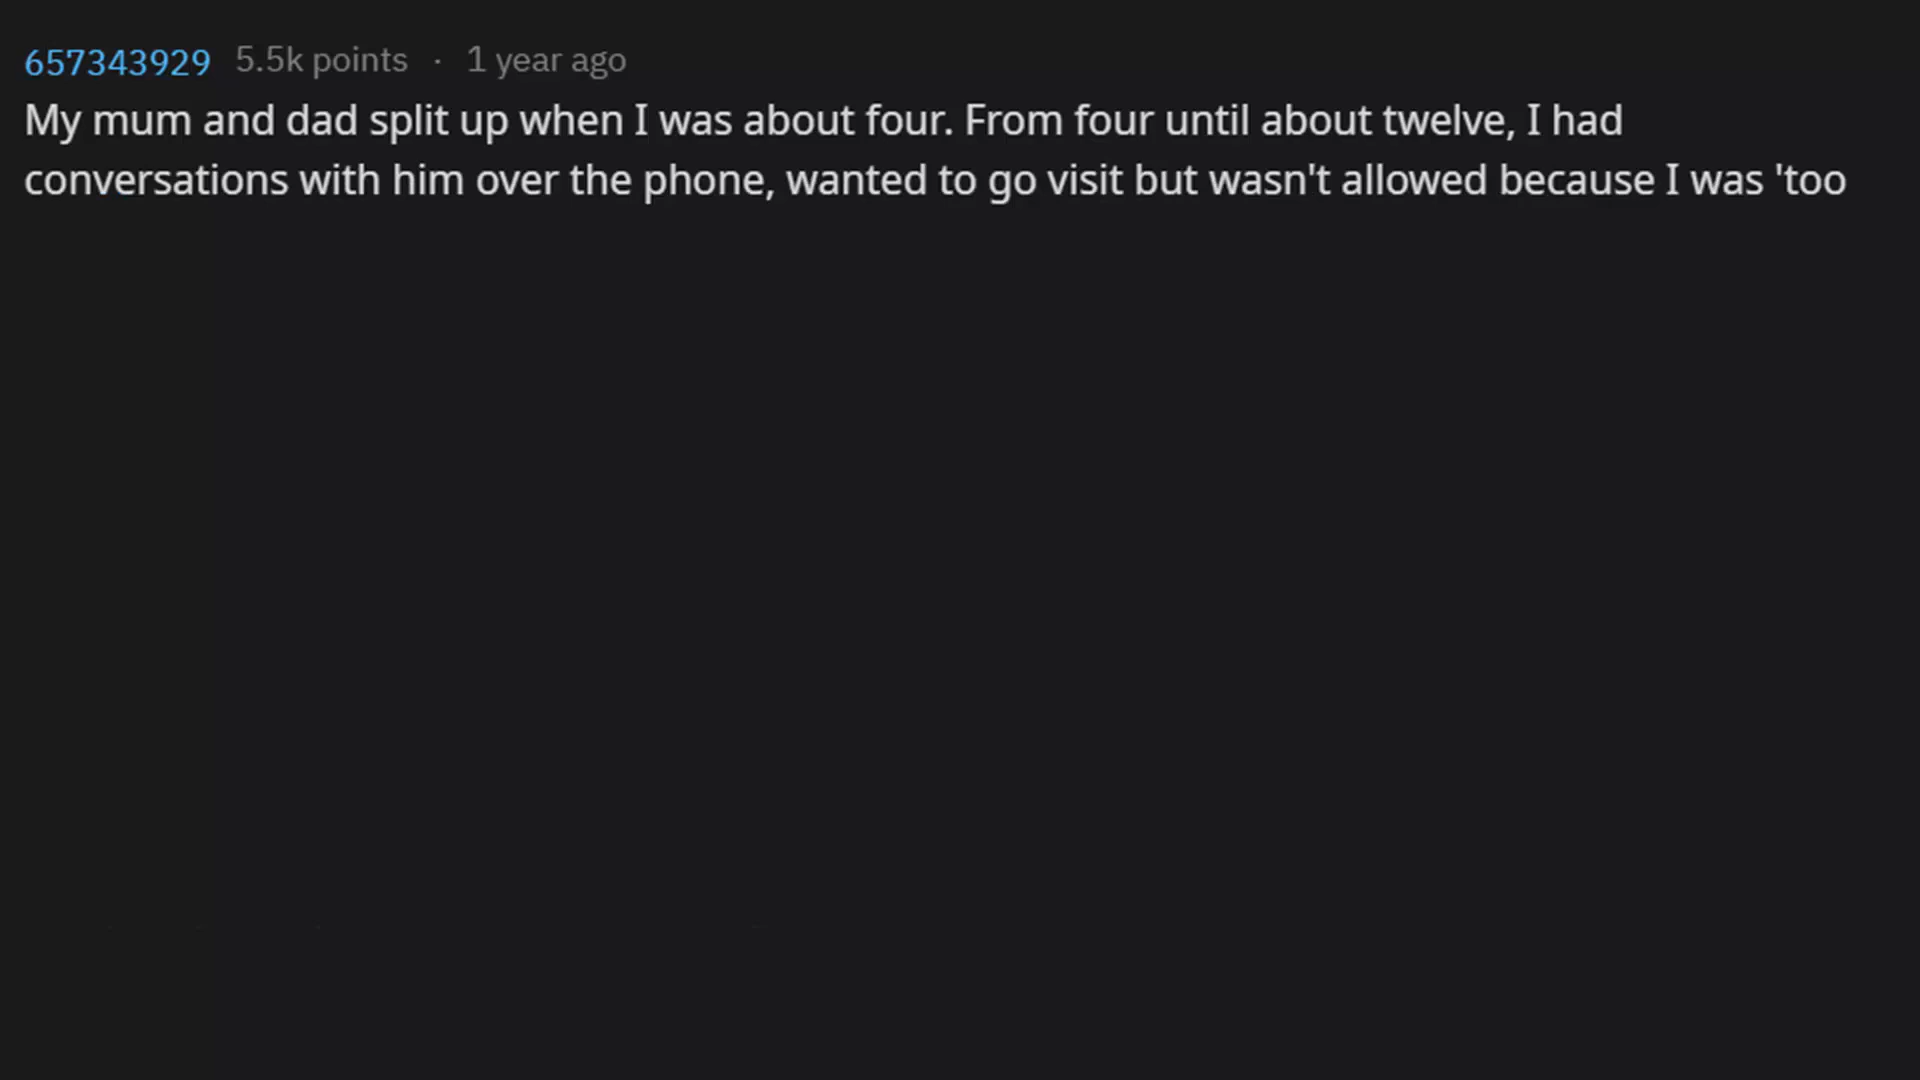 657343929 5.5k points · 1 year ago
My mum and dad split up when I was about four. From four until about twelve, I had
conversations with him over the phone, wanted to go visit but wasn't allowed because I was 'too